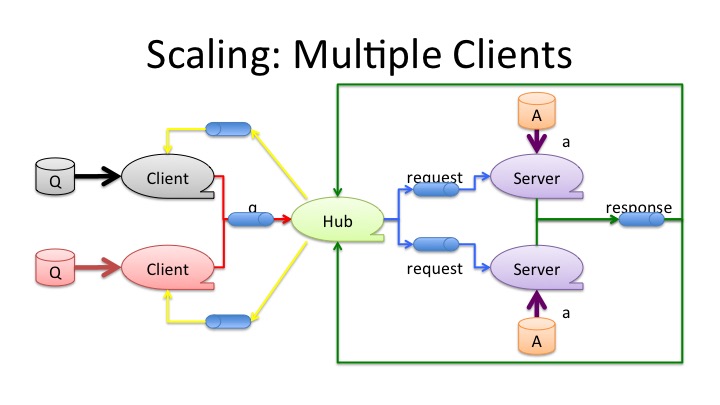 Scaling: Multiple Clients
A
a
Q
Client
request
Server
q
Hub
response
Q
Client
request
Server
a
A